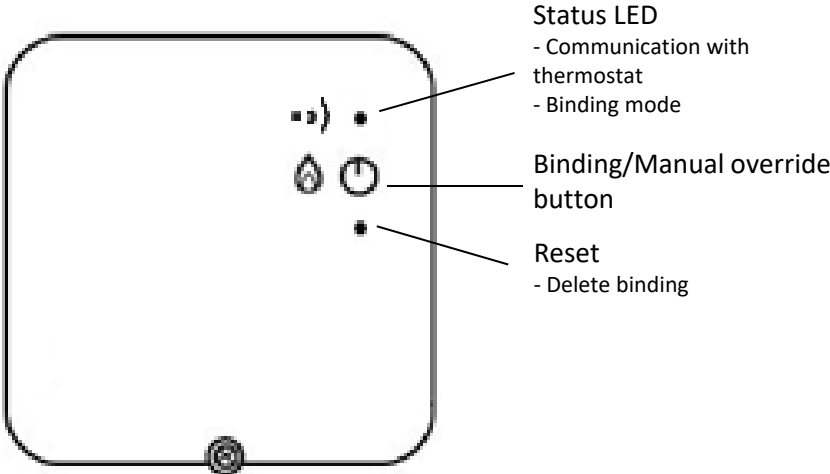 Status LED
- Communication with
thermostat
- Binding mode
Binding/Manual override
button
Reset
- Delete binding